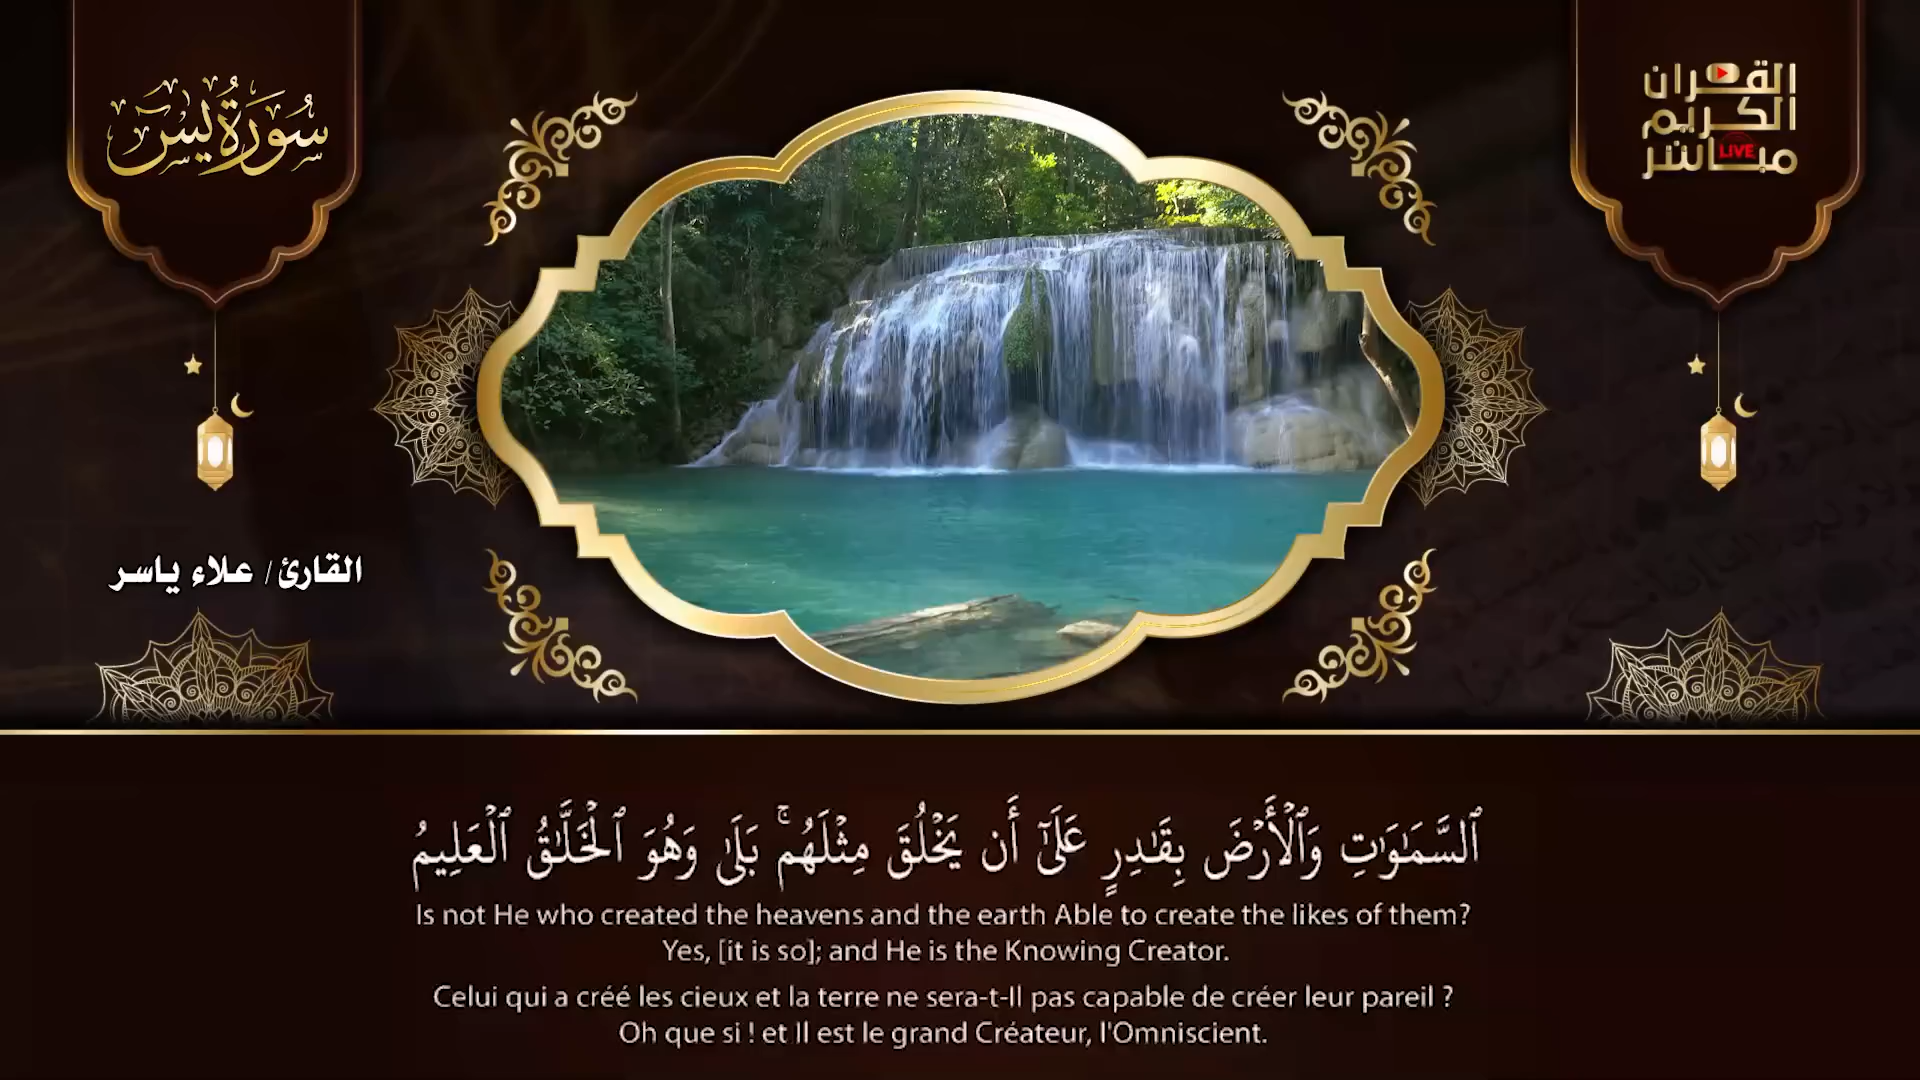 سُورَةُ يسٓ
القرآن
الكريم
مباشر
LIVE
القارئ / علاء ياسر
ٱلسَّمَٰوَٰتِ وَٱلْأَرْضَ بِقَٰدِرٍ عَلَىٰٓ أَن يَخْلُقَ مِثْلَهُم ۚ بَلَىٰ وَهُوَ ٱلْخَلَّٰقُ ٱلْعَلِيمُ
Is not He who created the heavens and the earth Able to create the likes of them?
Yes, [it is so]; and He is the Knowing Creator.
Celui qui a créé les cieux et la terre ne sera-t-Il pas capable de créer leur pareil ?
Oh que si ! et Il est le grand Créateur, l'Omniscient.